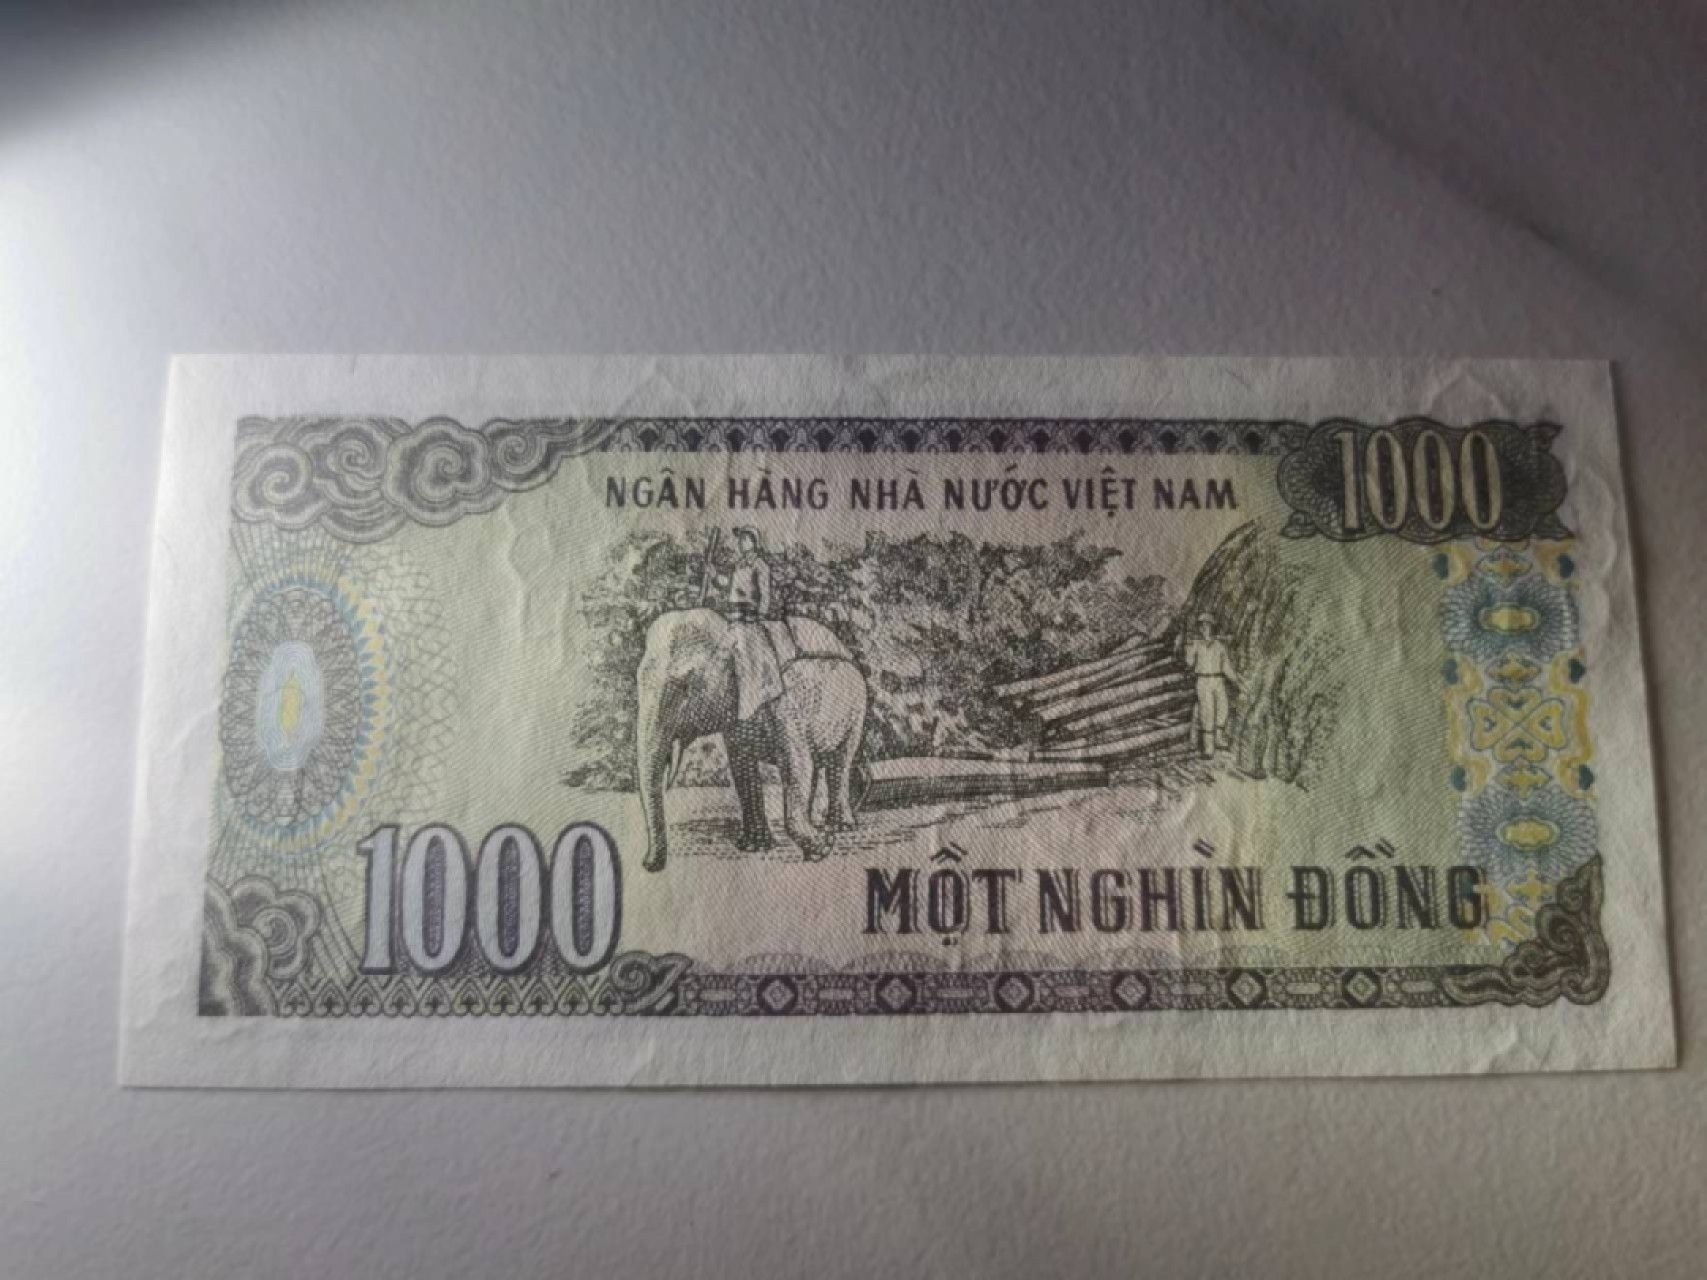 NGÂN HÀNG NHÀ NƯỚC VIỆT NAM
1000
1000
MỘT NGHÌN ĐỒNG